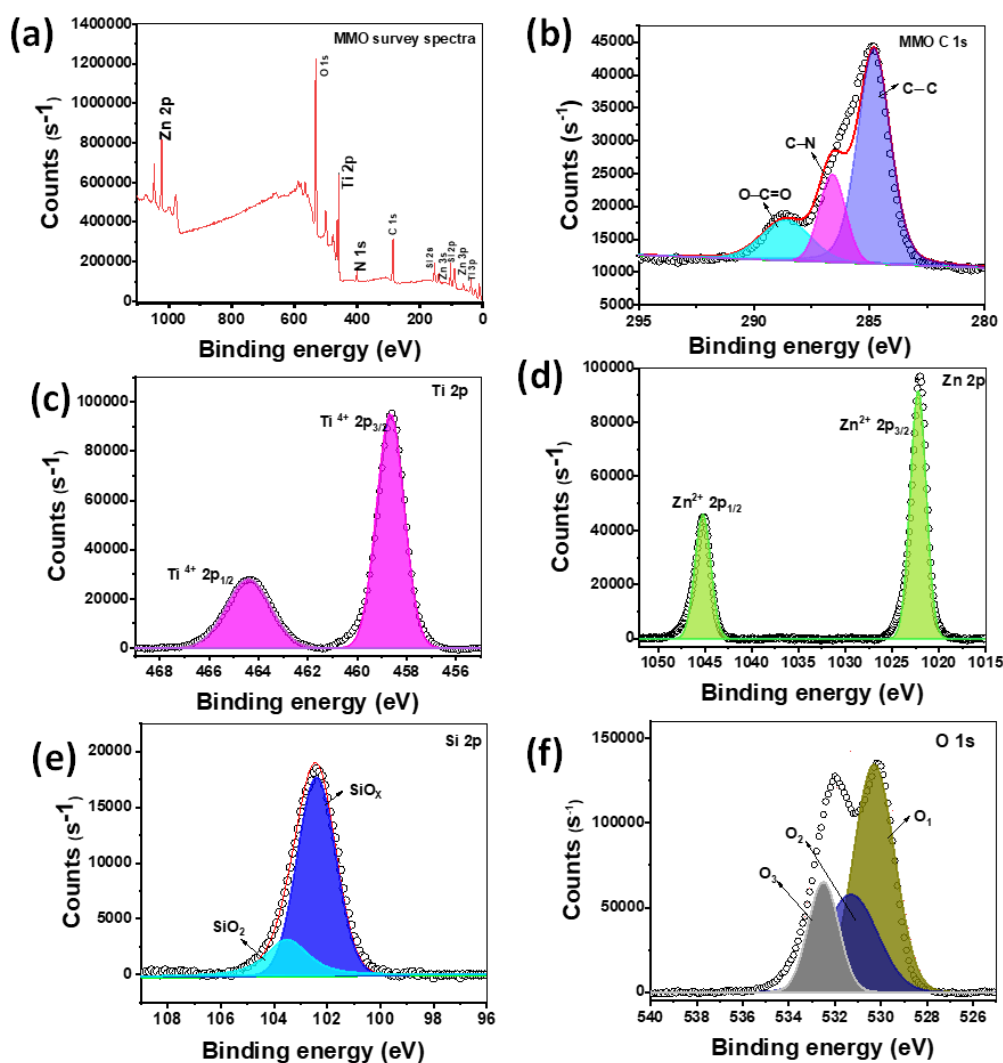 (a)
MMO survey spectra
Counts (s⁻¹)
1400000
1200000
1000000
800000
600000
400000
200000
0
Zn 2p
O 1s
Ti 2p
N 1s
C 1s
Si 2s
Zn 3s
Si 2p
Zn 3p
Ti 3p
1000 800 600 400 200 0
Binding energy (eV)
(b)
MMO C 1s
Counts (s⁻¹)
45000
40000
35000
30000
25000
20000
15000
10000
5000
C–C
C–N
O–C=O
295 290 285 280
Binding energy (eV)
(c)
Ti 2p
Counts (s⁻¹)
100000
80000
60000
40000
20000
0
Ti ⁴⁺ 2p₃/₂
Ti ⁴⁺ 2p₁/₂
468 466 464 462 460 458 456
Binding energy (eV)
(d)
Zn 2p
Counts (s⁻¹)
100000
80000
60000
40000
20000
0
Zn²⁺ 2p₃/₂
Zn²⁺ 2p₁/₂
1050 1045 1040 1035 1030 1025 1020 1015
Binding energy (eV)
(e)
Si 2p
Counts (s⁻¹)
20000
15000
10000
5000
0
SiOₓ
SiO₂
108 106 104 102 100 98 96
Binding energy (eV)
(f)
O 1s
Counts (s⁻¹)
150000
100000
50000
0
O₁
O₂
O₃
540 538 536 534 532 530 528 526
Binding energy (eV)